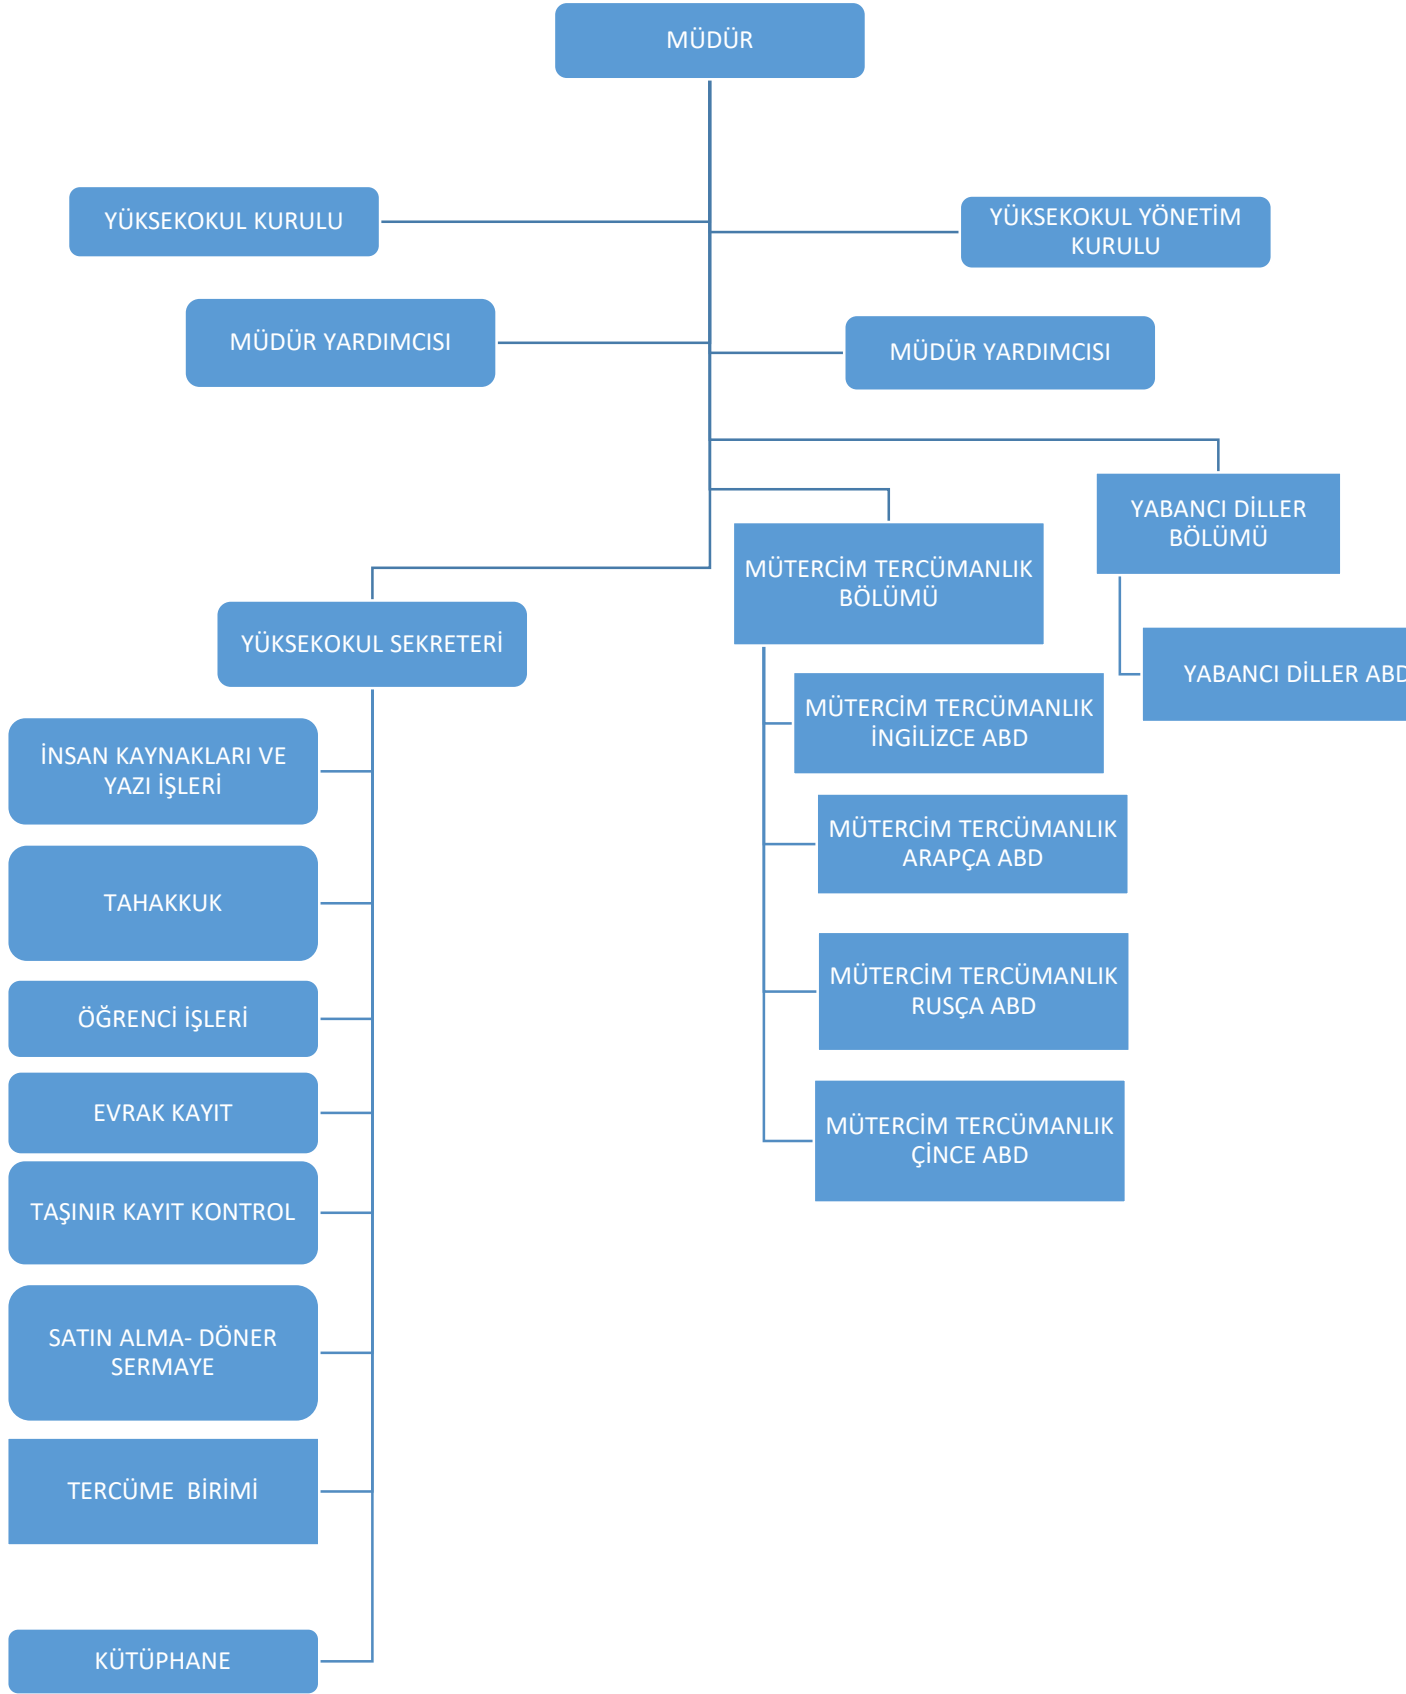 MÜDÜR
YÜKSEKOKUL KURULU
YÜKSEKOKUL YÖNETİM
KURULU
MÜDÜR YARDIMCISI
MÜDÜR YARDIMCISI
YABANCI DİLLER
BÖLÜMÜ
YABANCI DİLLER ABD
MÜTERCİM TERCÜMANLIK
BÖLÜMÜ
MÜTERCİM TERCÜMANLIK
İNGİLİZCE ABD
MÜTERCİM TERCÜMANLIK
ARAPÇA ABD
MÜTERCİM TERCÜMANLIK
RUSÇA ABD
MÜTERCİM TERCÜMANLIK
ÇİNCE ABD
YÜKSEKOKUL SEKRETERİ
İNSAN KAYNAKLARI VE
YAZI İŞLERİ
TAHAKKUK
ÖĞRENCİ İŞLERİ
EVRAK KAYIT
TAŞINIR KAYIT KONTROL
SATIN ALMA- DÖNER
SERMAYE
TERCÜME  BİRİMİ
KÜTÜPHANE